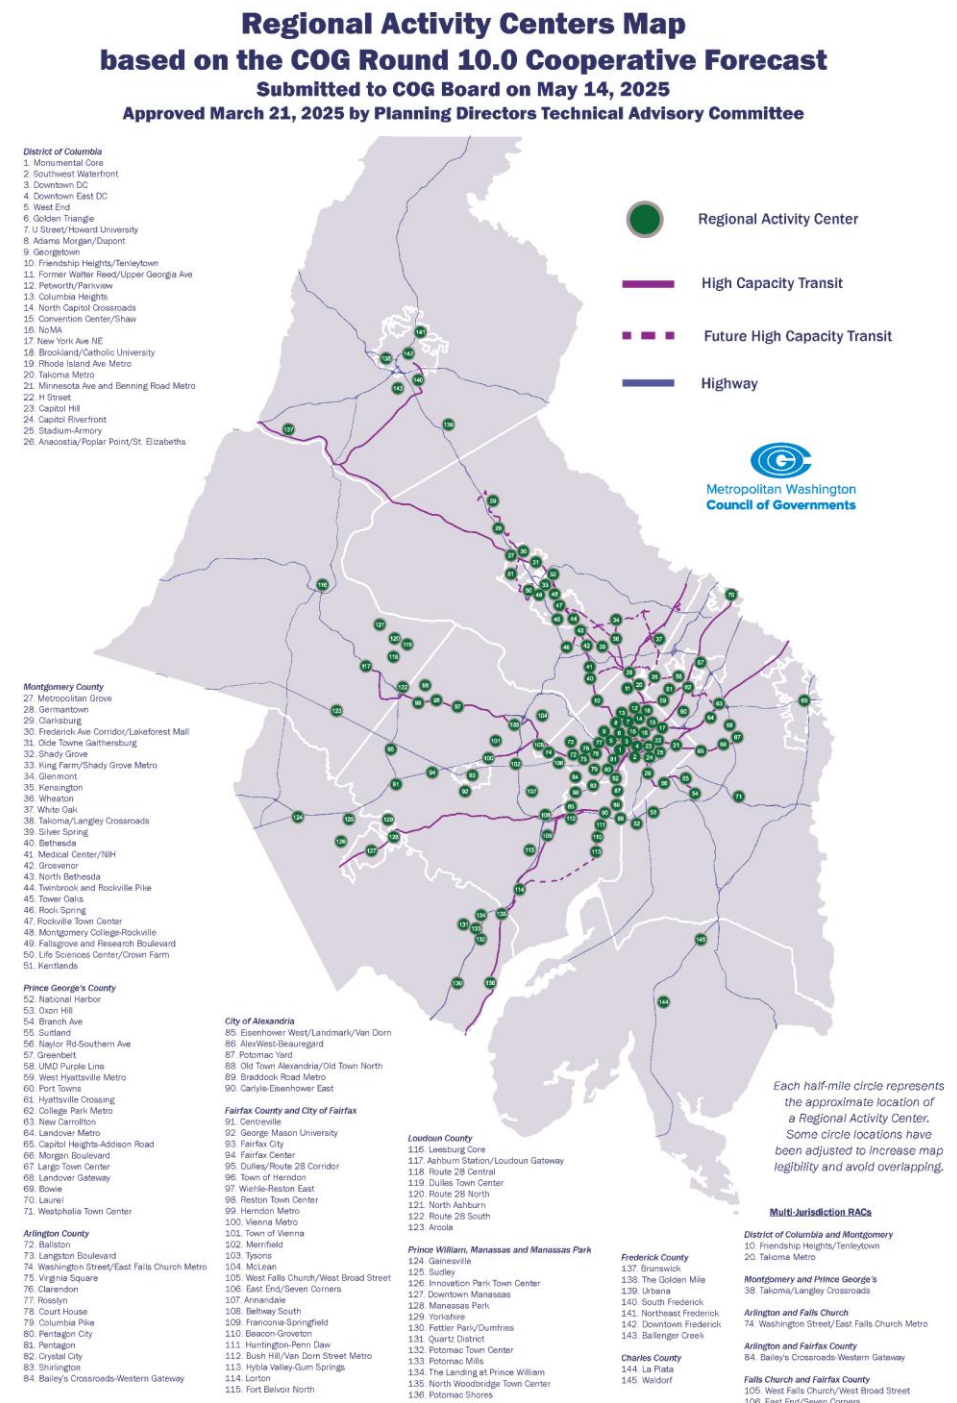 Regional Activity Centers Map
based on the COG Round 10.0 Cooperative Forecast
Submitted to COG Board on May 14, 2025
Approved March 21, 2025 by Planning Directors Technical Advisory Committee
District of Columbia
1. Monumental Core
2. Southwest Waterfront
3. Downtown DC
4. Downtown East DC
5. West End
6. Golden Triangle
7. U Street/Howard University
8. Adams Morgan/Dupont
9. Georgetown
10. Friendship Heights/Tenleytown
11. Former Walter Reed/Upper Georgia Ave
12. Petworth/Parkview
13. Columbia Heights
14. North Capitol Crossroads
15. Convention Center/Shaw
16. NoMA
17. New York Ave NE
18. Brookland/Catholic University
19. Rhode Island Ave Metro
20. Takoma Metro
21. Minnesota Ave and Benning Road Metro
22. H Street
23. Capitol Hill
24. Capitol Riverfront
25. Stadium-Armory
26. Anacostia/Poplar Point/St. Elizabeths
Regional Activity Center
High Capacity Transit
Future High Capacity Transit
Highway
Metropolitan Washington
Council of Governments
Montgomery County
27. Metropolitan Grove
28. Germantown
29. Clarksburg
30. Frederick Ave Corridor/Lakeforest Mall
31. Olde Towne Gaithersburg
32. Shady Grove
33. King Farm/Shady Grove Metro
34. Glenmont
35. Kensington
36. Wheaton
37. White Oak
38. Takoma/Langley Crossroads
39. Silver Spring
40. Bethesda
41. Medical Center/NIH
42. Grosvenor
43. North Bethesda
44. Twinbrook and Rockville Pike
45. Tower Oaks
46. Rock Spring
47. Rockville Town Center
48. Montgomery College-Rockville
49. Fallsgrove and Research Boulevard
50. Life Sciences Center/Crown Farm
51. Kentlands
Prince George's County
52. National Harbor
53. Oxon Hill
54. Branch Ave
55. Suitland
56. Naylor Rd-Southern Ave
57. Greenbelt
58. UMD Purple Line
59. West Hyattsville Metro
60. Port Towns
61. Hyattsville Crossing
62. College Park Metro
63. New Carrollton
64. Landover Metro
65. Capitol Heights-Addison Road
66. Morgan Boulevard
67. Largo Town Center
68. Landover Gateway
69. Bowie
70. Laurel
71. Westphalia Town Center
Arlington County
72. Ballston
73. Langston Boulevard
74. Washington Street/East Falls Church Metro
75. Virginia Square
76. Clarendon
77. Rosslyn
78. Court House
79. Columbia Pike
80. Pentagon City
81. Pentagon
82. Crystal City
83. Shirlington
84. Bailey's Crossroads-Western Gateway
City of Alexandria
85. Eisenhower West/Landmark/Van Dorn
86. AlexWest-Beauregard
87. Potomac Yard
88. Old Town Alexandria/Old Town North
89. Braddock Road Metro
90. Carlyle-Eisenhower East
Fairfax County and City of Fairfax
91. Centreville
92. George Mason University
93. Fairfax City
94. Fairfax Center
95. Dulles/Route 28 Corridor
96. Town of Herndon
97. Wiehle-Reston East
98. Reston Town Center
99. Herndon Metro
100. Vienna Metro
101. Town of Vienna
102. Merrifield
103. Tysons
104. McLean
105. West Falls Church/West Broad Street
106. East End/Seven Corners
107. Annandale
108. Beltway South
109. Franconia-Springfield
110. Beacon-Groveton
111. Huntington-Penn Daw
112. Bush Hill/Van Dorn Street Metro
113. Hybla Valley-Gum Springs
114. Lorton
115. Fort Belvoir North
Loudoun County
116. Leesburg Core
117. Ashburn Station/Loudoun Gateway
118. Route 28 Central
119. Dulles Town Center
120. Route 28 North
121. North Ashburn
122. Route 28 South
123. Arcola
Prince William, Manassas and Manassas Park
124. Gainesville
125. Sudley
126. Innovation Park Town Center
127. Downtown Manassas
128. Manassas Park
129. Yorkshire
130. Fettler Park/Dumfries
131. Quartz District
132. Potomac Town Center
133. Potomac Mills
134. The Landing at Prince William
135. North Woodbridge Town Center
136. Potomac Shores
Frederick County
137. Brunswick
138. The Golden Mile
139. Urbana
140. South Frederick
141. Northeast Frederick
142. Downtown Frederick
143. Ballenger Creek
Charles County
144. La Plata
145. Waldorf
Each half-mile circle represents
the approximate location of
a Regional Activity Center.
Some circle locations have
been adjusted to increase map
legibility and avoid overlapping.
Multi-Jurisdiction RACs
District of Columbia and Montgomery
10. Friendship Heights/Tenleytown
20. Takoma Metro
Montgomery and Prince George's
38. Takoma/Langley Crossroads
Arlington and Falls Church
74. Washington Street/East Falls Church Metro
Arlington and Fairfax County
84. Bailey's Crossroads-Western Gateway
Falls Church and Fairfax County
105. West Falls Church/West Broad Street
106. East End/Seven Corners